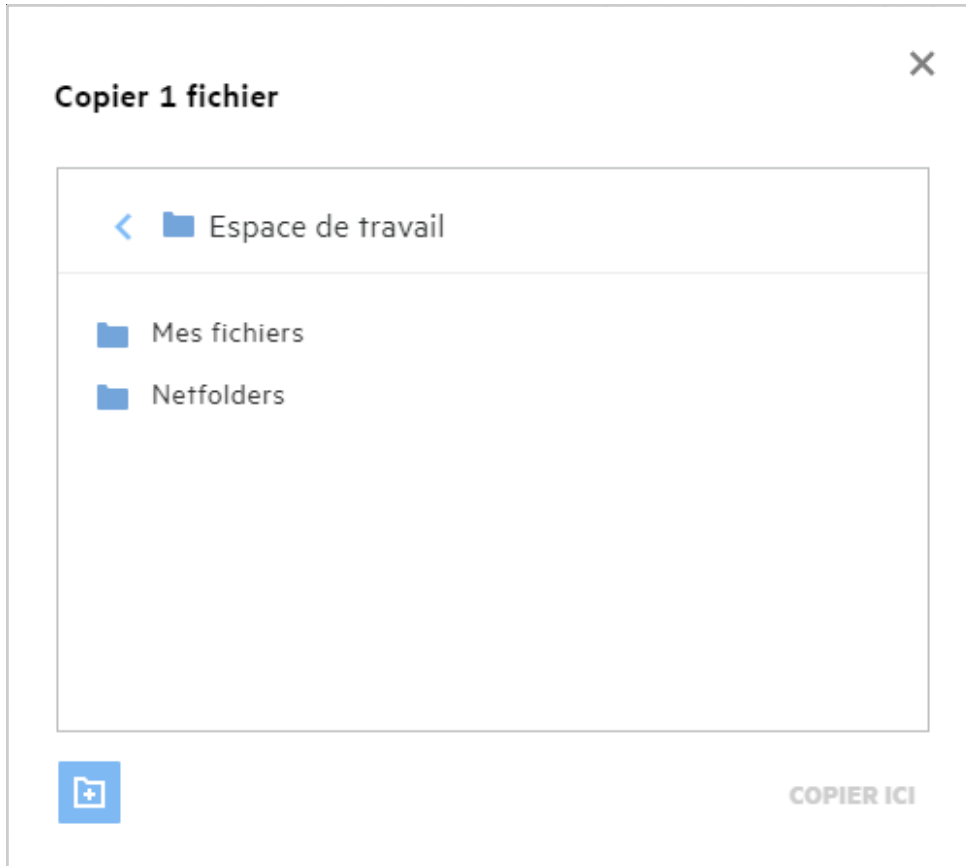 Copier 1 fichier
Espace de travail
Mes fichiers
Netfolders
COPIER ICI